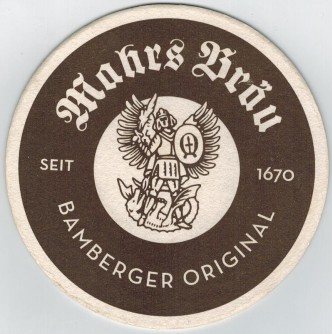 Mahrs Bräu
SEIT
1670
BAMBERGER ORIGINAL